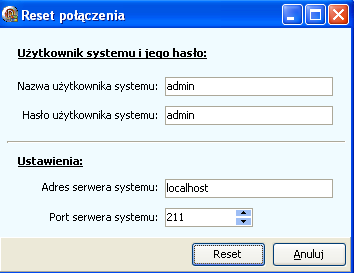 Reset połączenia
Użytkownik systemu i jego hasło:
Nazwa użytkownika systemu: admin
Hasło użytkownika systemu: admin
Ustawienia:
Adres serwera systemu: localhost
Port serwera systemu: 211
Reset Anuluj